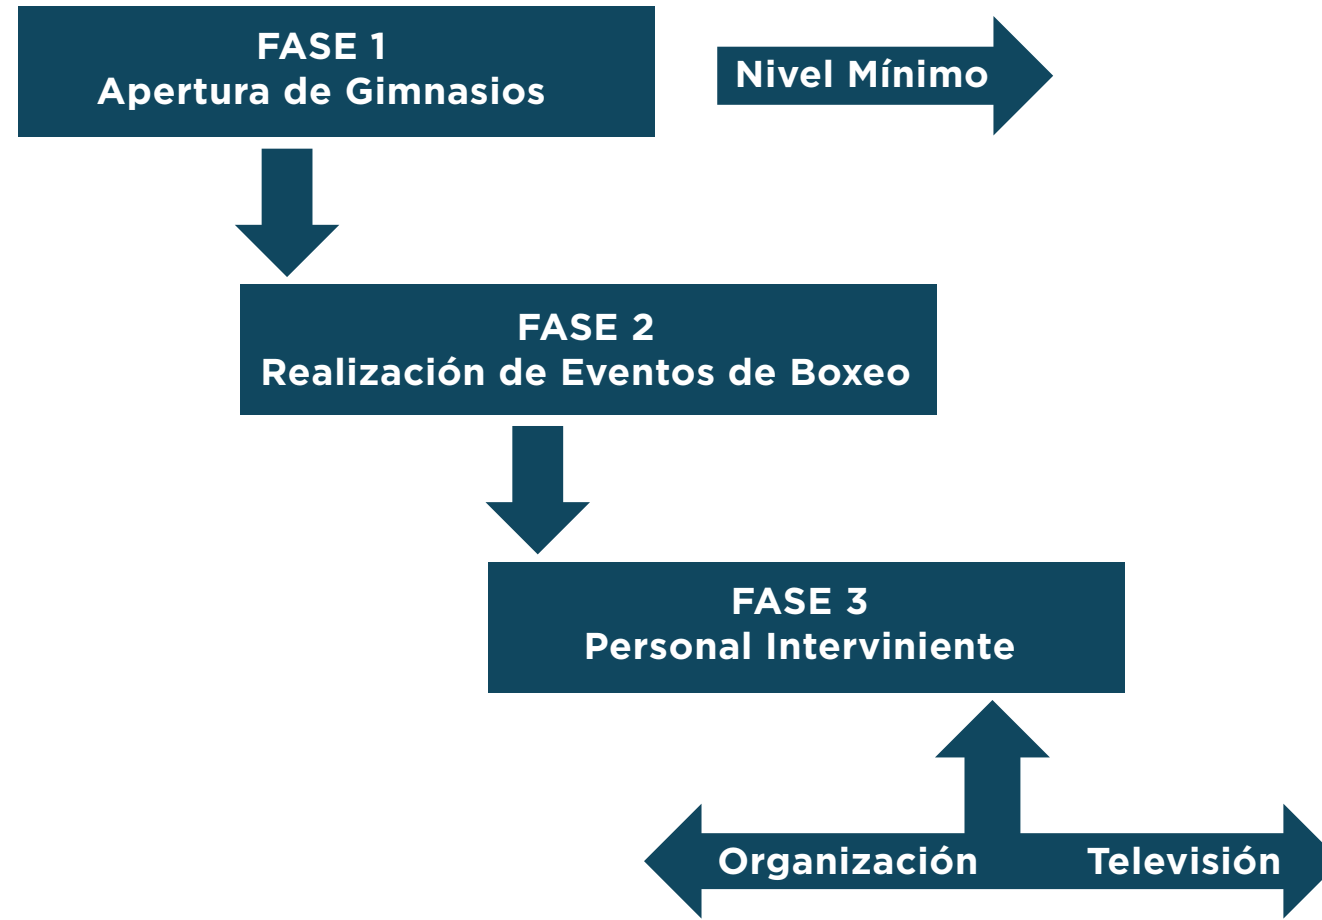 FASE 1
Apertura de Gimnasios
Nivel Mínimo
FASE 2
Realización de Eventos de Boxeo
FASE 3
Personal Interviniente
Organización
Televisión